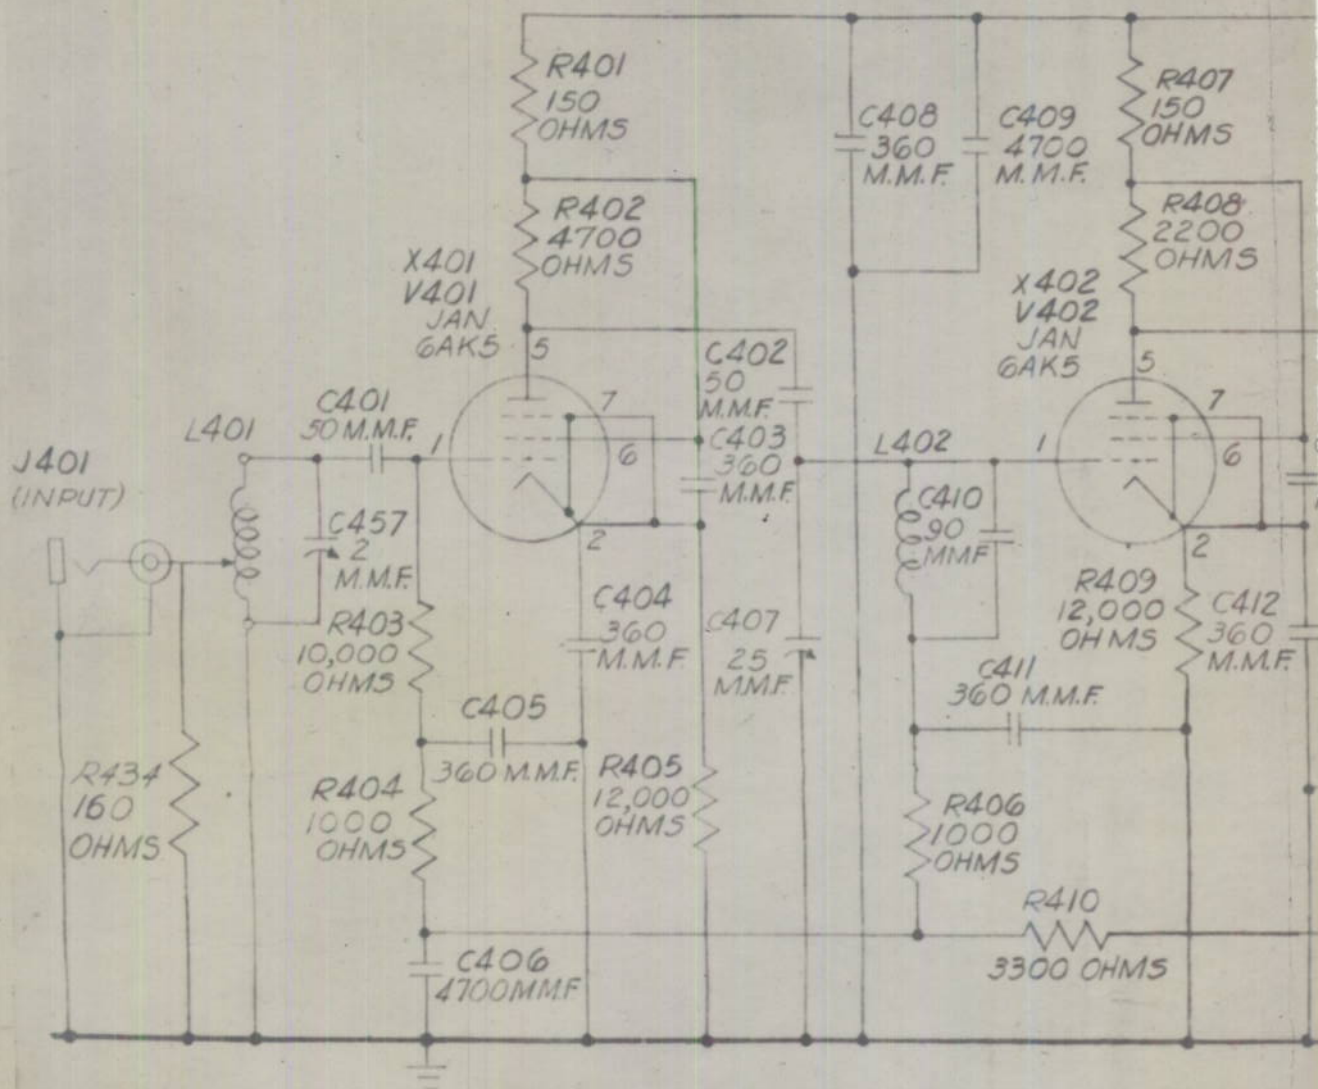 R401
150
OHMS
R402
4700
OHMS
X401
V401
JAN
6AK5
5
C408
360
M.M.F.
C409
4700
M.M.F.
R407
150
OHMS
R408
2200
OHMS
X402
V402
JAN
6AK5
5
C401
50 M.M.F.
L401
J401
(INPUT)
1
7
6
2
C402
50
M.M.F.
C403
360
M.M.F.
L402
1
7
6
2
C457
2
M.M.F.
C410
90
MMF
R403
10,000
OHMS
C404
360
M.M.F.
C407
25
M.M.F.
R409
12,000
OHMS
C412
360
M.M.F.
C411
360 M.M.F.
C405
360 M.M.F.
R434
160
OHMS
R404
1000
OHMS
R405
12,000
OHMS
R406
1000
OHMS
R410
3300 OHMS
C406
4700MMF